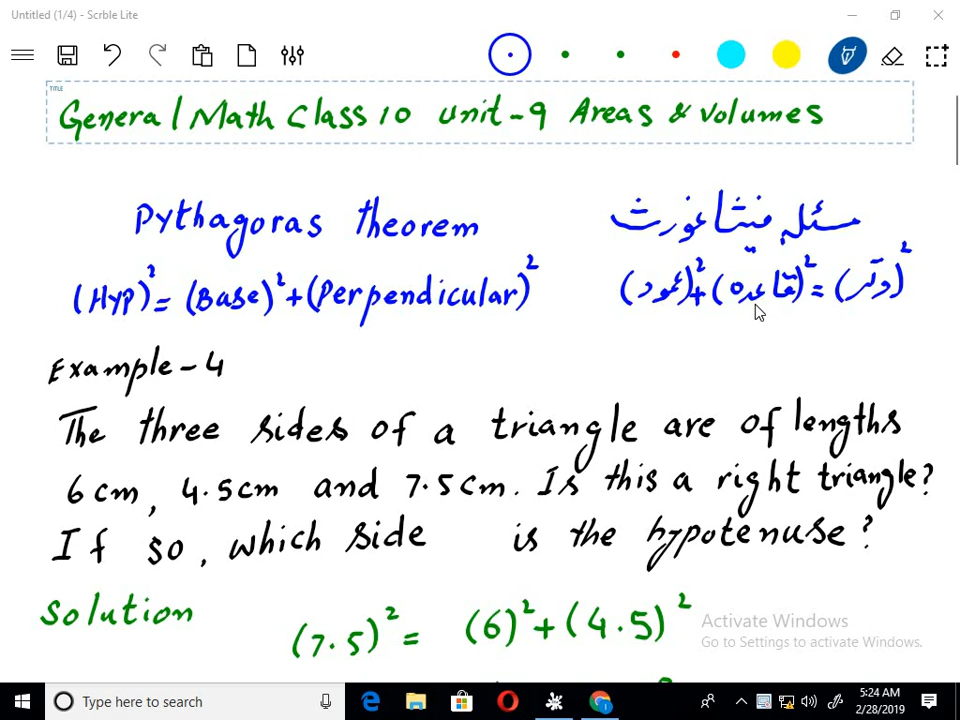 Untitled (1/4) - Scrble Lite
TITLE
General Math Class 10 Unit-9 Areas & Volumes
Pythagoras theorem مسئلہ فیثاغورث
(Hyp)² = (Base)² + (Perpendicular)² (وتر)² = (قاعدہ)² + (عمود)²
Example-4
The three sides of a triangle are of lengths
6 cm, 4.5cm and 7.5cm. Is this a right triangle?
If so, which side is the hypotenuse?
Solution
(7.5)² = (6)² + (4.5)²
Activate Windows
Go to Settings to activate Windows.
Type here to search
5:24 AM
2/28/2019